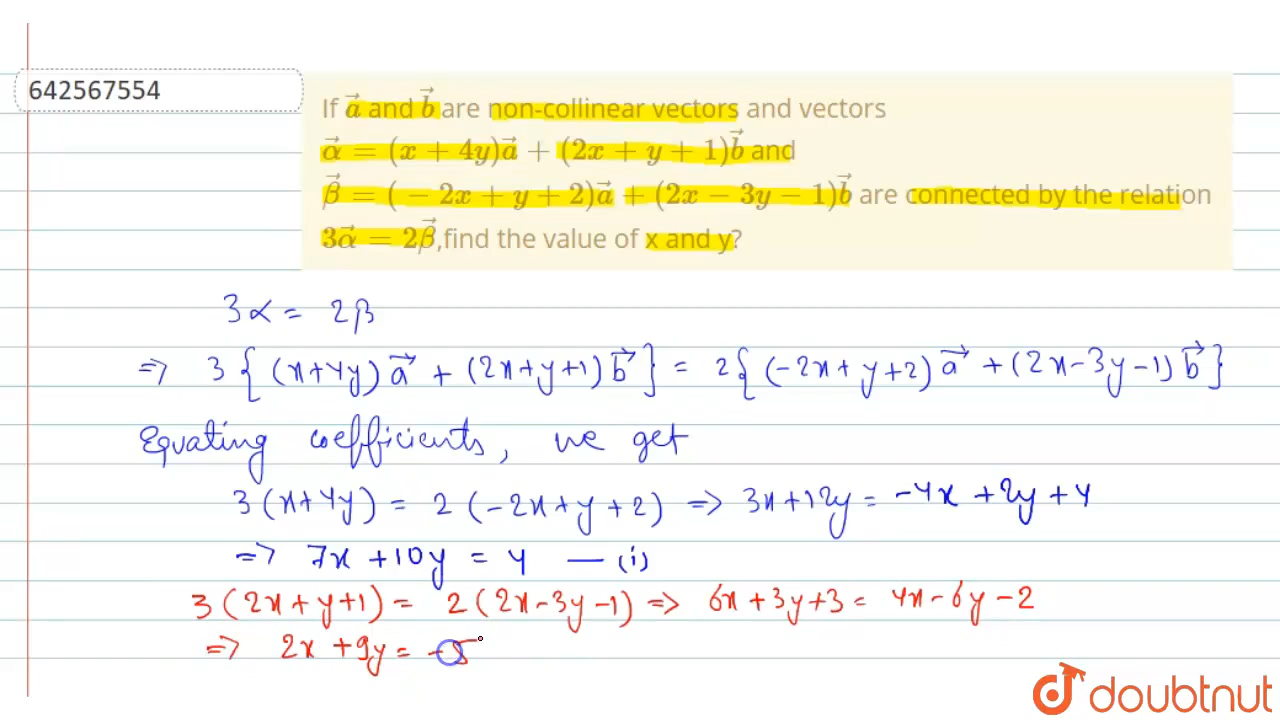 642567554
If \vec{a} and \vec{b} are non-collinear vectors and vectors
\vec{α} = (x + 4y)\vec{a} + (2x + y + 1)\vec{b} and
\vec{β} = (−2x + y + 2)\vec{a} + (2x − 3y − 1)\vec{b} are connected by the relation
3\vec{α} = 2\vec{β},find the value of x and y?
3α = 2β
=> 3{(x+4y)\vec{a} + (2x+y+1)\vec{b}} = 2{(-2x+y+2)\vec{a} + (2x-3y-1)\vec{b}}
Equating coefficients, we get
3(x+4y) = 2(-2x+y+2) => 3x+12y = -4x+2y+4
=> 7x+10y = 4 — (i)
3(2x+y+1) = 2(2x-3y-1) => 6x+3y+3 = 4x-6y-2
=> 2x+9y = -5
doubtnut